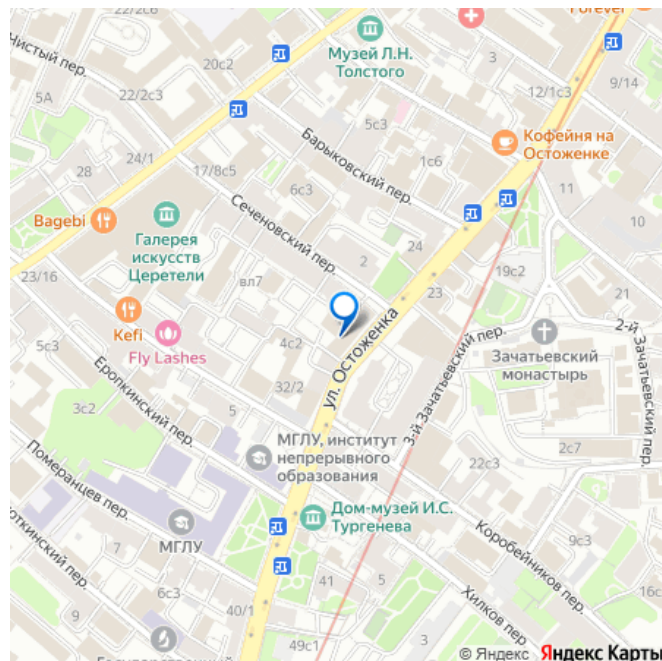 22/2с6
Forever
Чистый пер.
20с2
Музей Л.Н.
Толстого
3
9/14
5А
22/2с3
12/1с3
5с3
Кофейня на
Остоженке
24/1
28
17/8с5
Барыковский пер.
1с6
6с3
11
Bagebi
Сеченовский пер.
10
Галерея
искусств
Церетели
24
2
19с2
23/16
вл7
23
21
Kefi
2-й Зачатьевский пер.
5с3
Fly Lashes
4с2
ул. Остоженка
3-й Зачатьевский пер.
Зачатьевский
монастырь
32/2
Еропкинский пер.
3с2
5
МГЛУ, институт
непрерывного
образования
2с7
22с3
Померанцев пер.
Дом-музей И.С.
Тургенева
МГЛУ
Коробейников пер.
9с3
7
41
5
Хилков пер.
6с3
40/1
3
49с1
© Яндекс Яндекс Карты